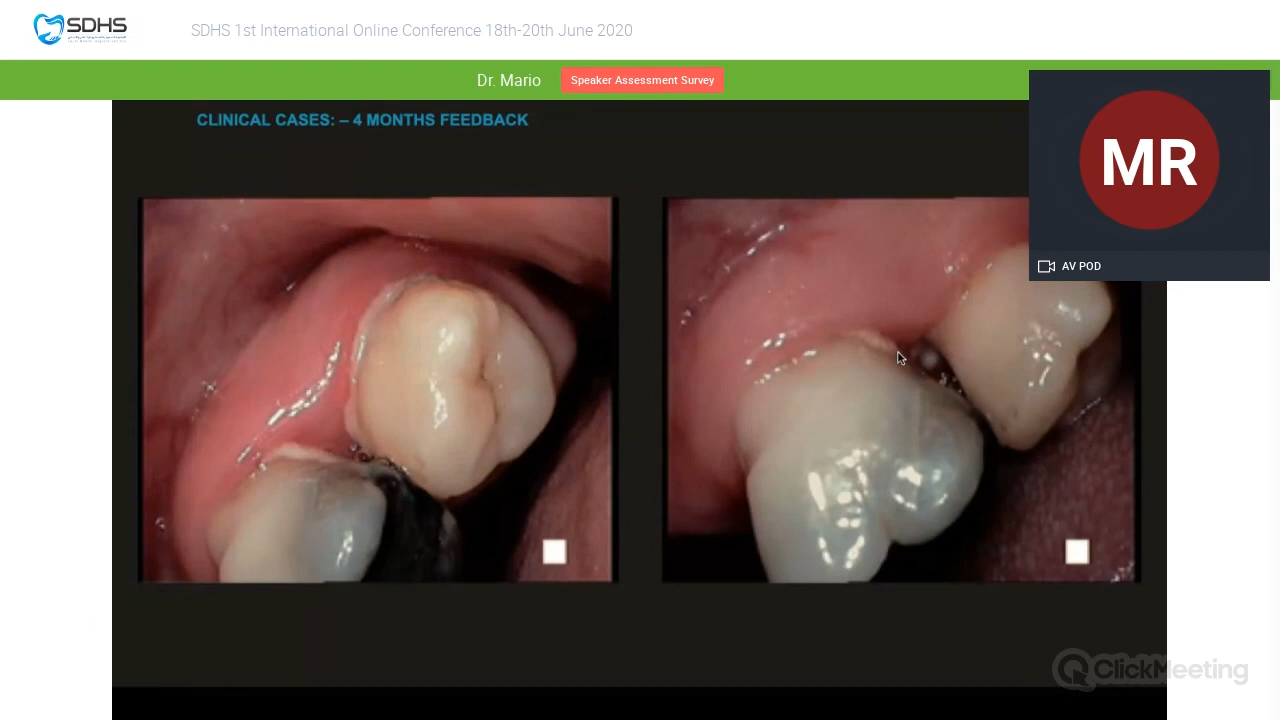 SDHS
SDHS 1st International Online Conference 18th-20th June 2020
Dr. Mario
Speaker Assessment Survey
CLINICAL CASES: – 4 MONTHS FEEDBACK
MR
AV POD
ClickMeeting